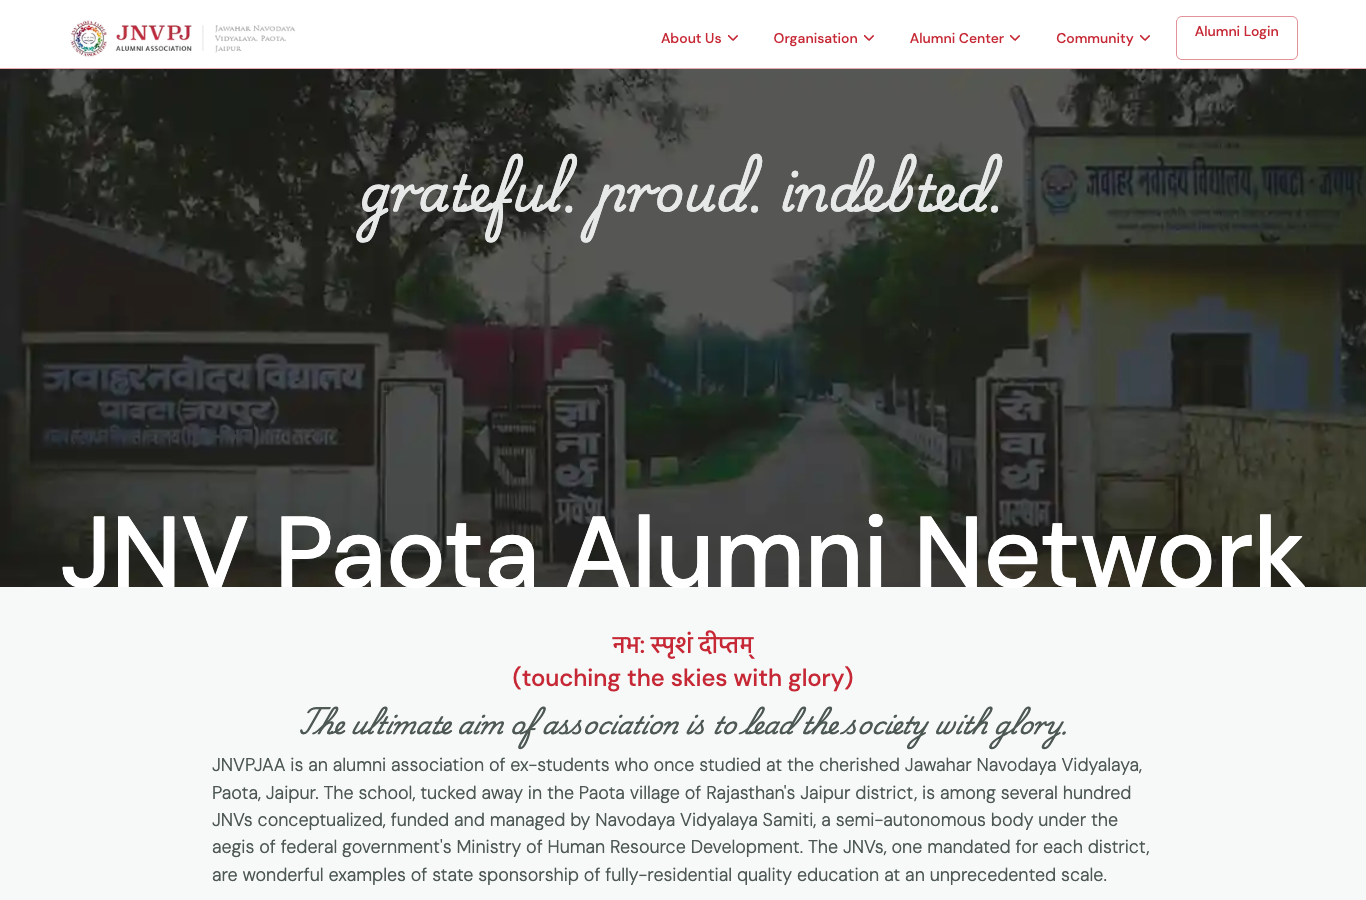 JNVPJ
ALUMNI ASSOCIATION
JAWAHAR NAVODAYA
VIDYALAYA, PAOTA,
JAIPUR
About Us
Organisation
Alumni Center
Community
Alumni Login
grateful. proud. indebted.
जवाहर नवोदय विद्यालय, पावटा - जयपुर
जवाहर नवोदय विद्यालय
पावटा (जयपुर)
ज्ञानार्थ
प्रवेश
सेवार्थ
प्रस्थान
JNV Paota Alumni Network
नभ: स्पृशं दीप्तम्
(touching the skies with glory)
The ultimate aim of association is to lead the society with glory.
JNVPJAA is an alumni association of ex-students who once studied at the cherished Jawahar Navodaya Vidyalaya,
Paota, Jaipur. The school, tucked away in the Paota village of Rajasthan's Jaipur district, is among several hundred
JNVs conceptualized, funded and managed by Navodaya Vidyalaya Samiti, a semi-autonomous body under the
aegis of federal government's Ministry of Human Resource Development. The JNVs, one mandated for each district,
are wonderful examples of state sponsorship of fully-residential quality education at an unprecedented scale.